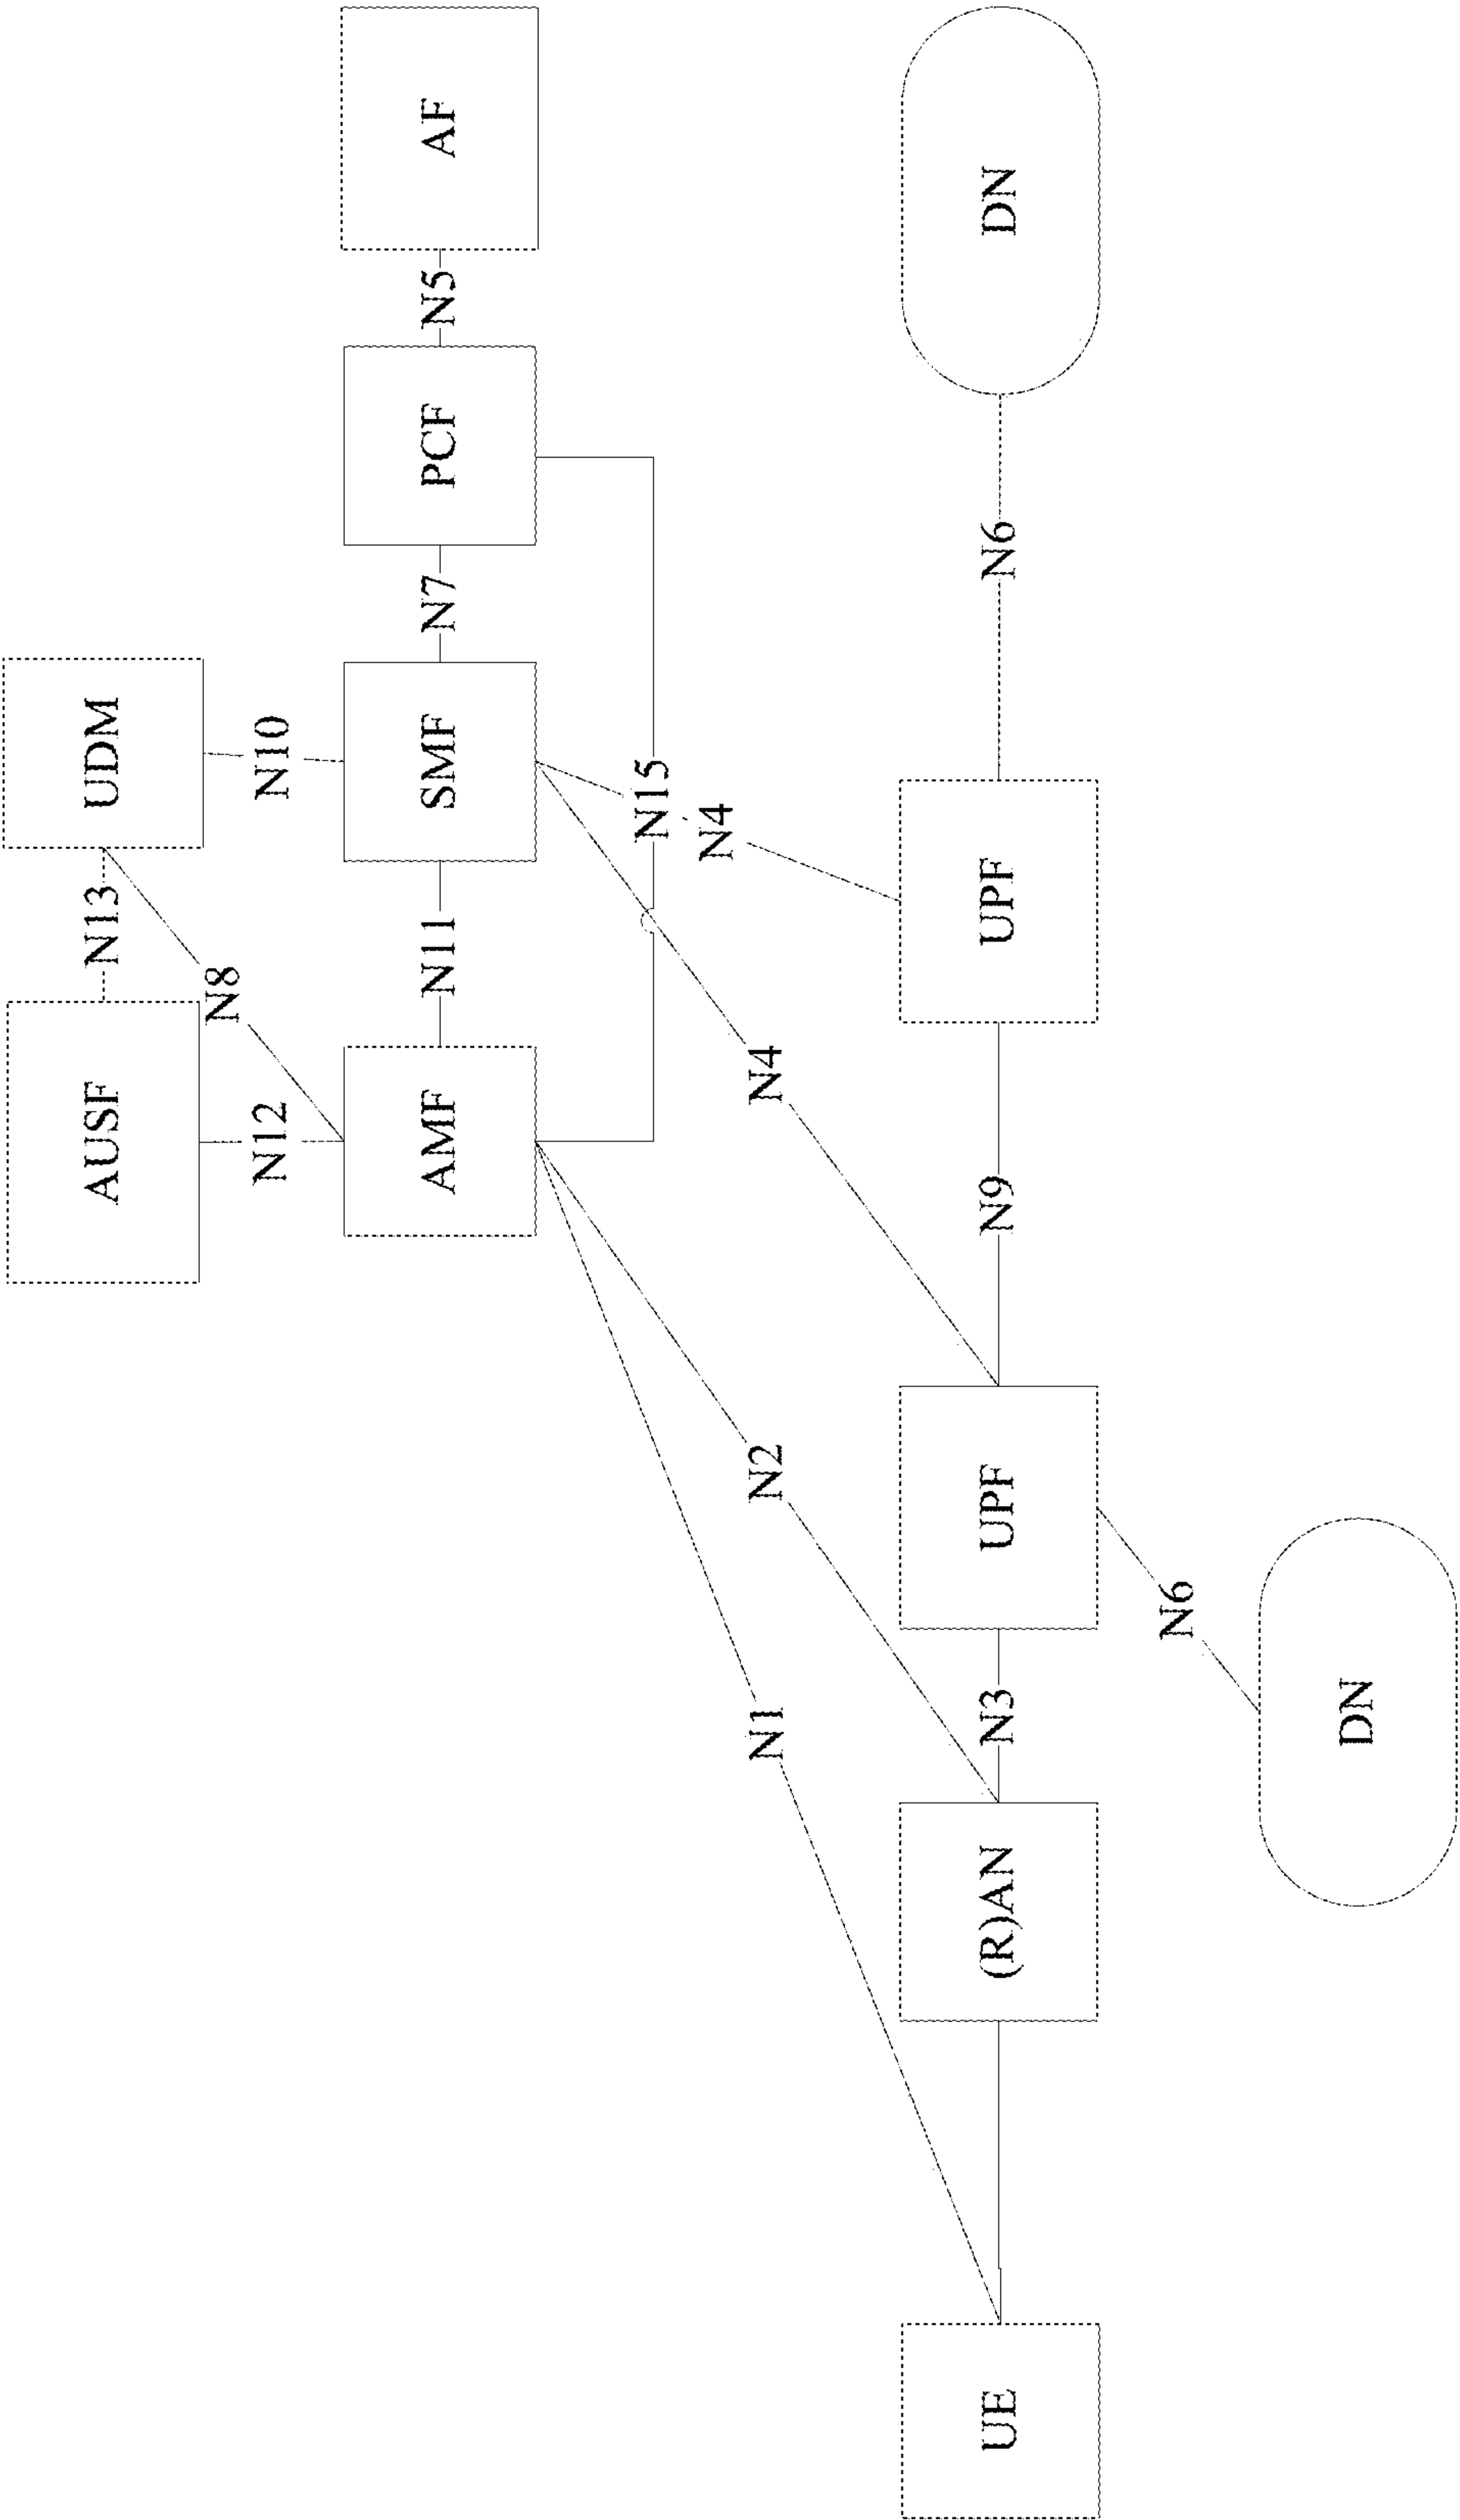 AUSF
N13
UDM
N12
N8
N10
AMF
N11
SMF
N7
PCF
N5
AF
N15
N4
N1
N2
N4
UE
(R)AN
N3
UPF
N9
UPF
N6
DN
N6
DN